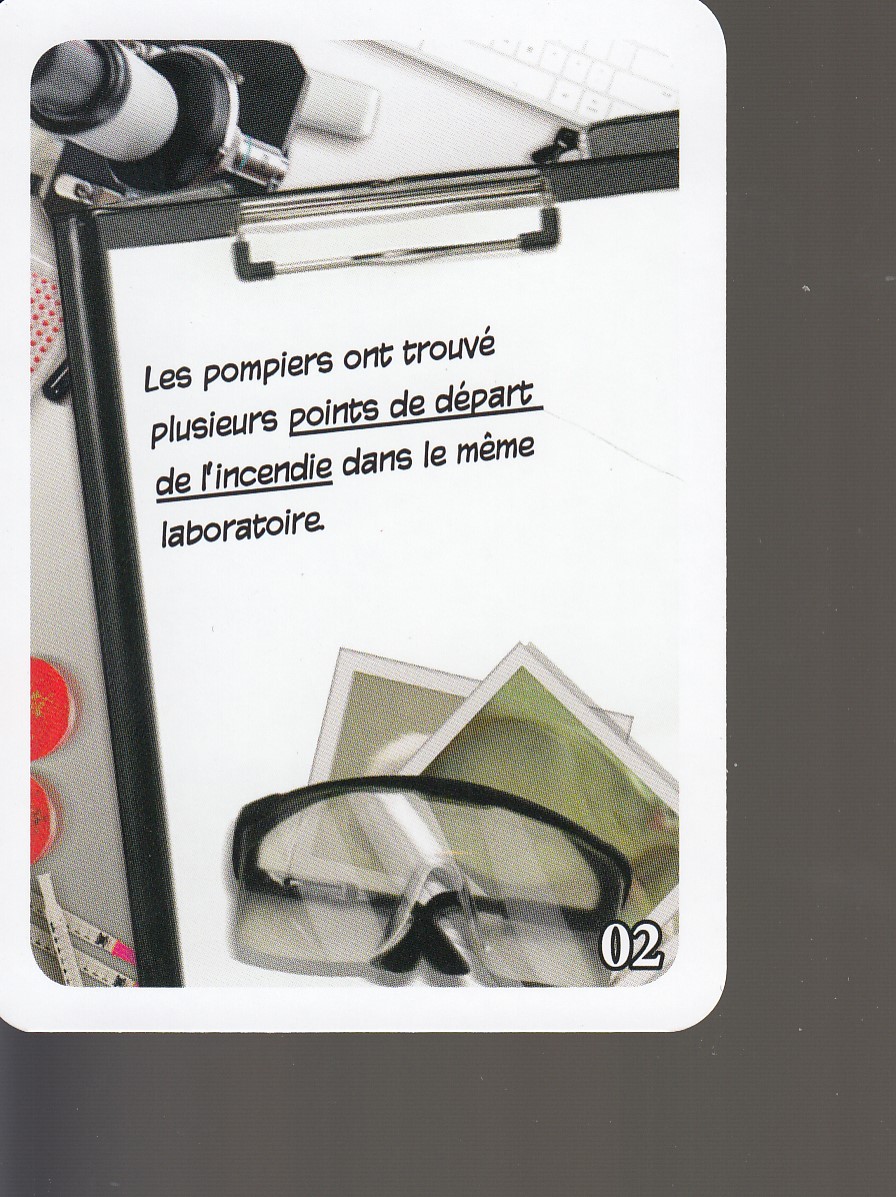 Les pompiers ont trouvé
plusieurs points de départ
de l'incendie dans le même
laboratoire.
02